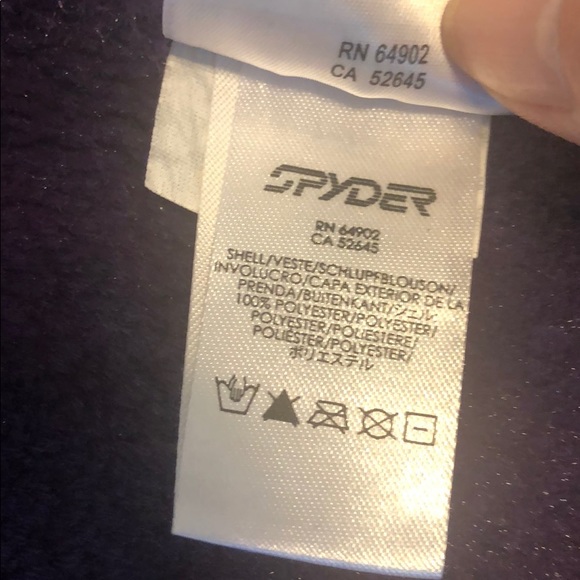 RN 64902
CA 52645
SPYDER
RN 64902
CA 52645
SHELL/VESTE/SCHLUPFBLOUSON/
INVOLUCRO/CAPA EXTERIOR DE LA
PRENDA/BUITENKANT/シェル
100% POLYESTER/POLYESTER/
POLYESTER/POLIESTERE/
POLIÉSTER/POLYESTER/
ポリエステル